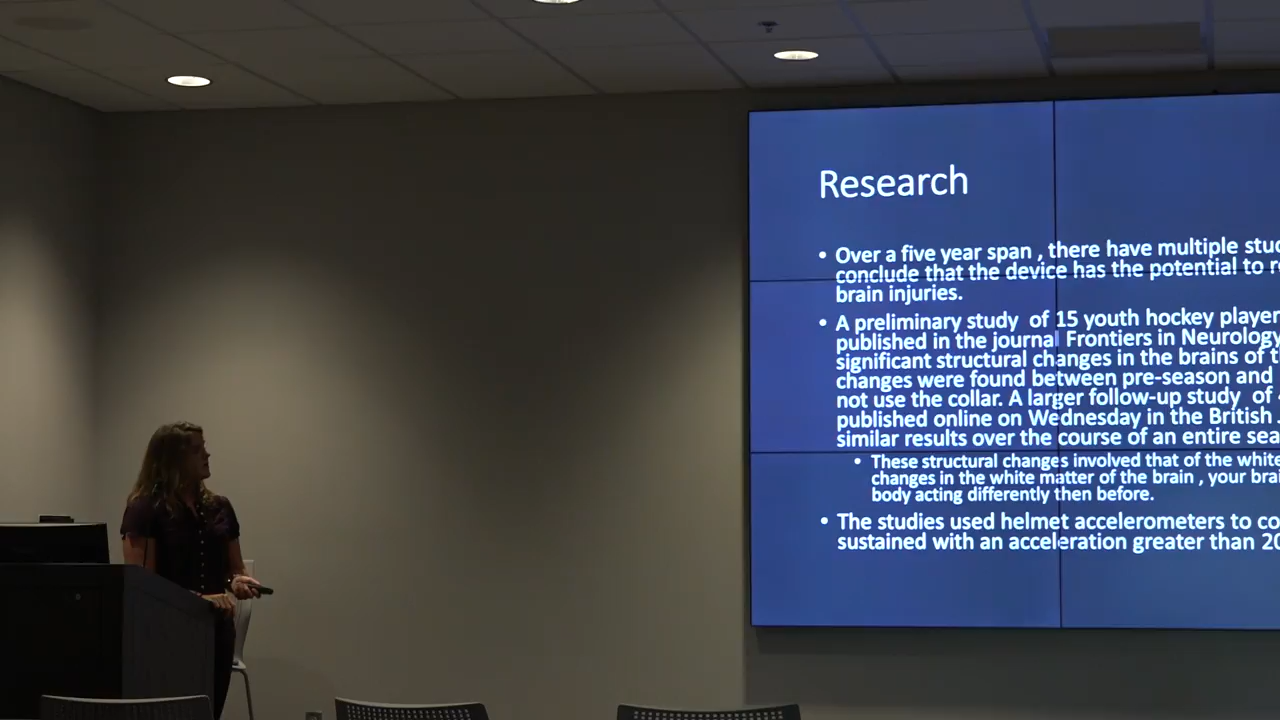 Research
• Over a five year span , there have multiple
conclude that the device has the potential to
brain injuries.
• A preliminary study of 15 youth hockey player
published in the journal Frontiers in Neurology
significant structural changes in the brains of
changes were found between pre-season and
not use the collar. A larger follow-up study of
published online on Wednesday in the British
similar results over the course of an entire
• These structural changes involved that of the white
changes in the white matter of the brain , your
body acting differently then before.
• The studies used helmet accelerometers to
sustained with an acceleration greater than